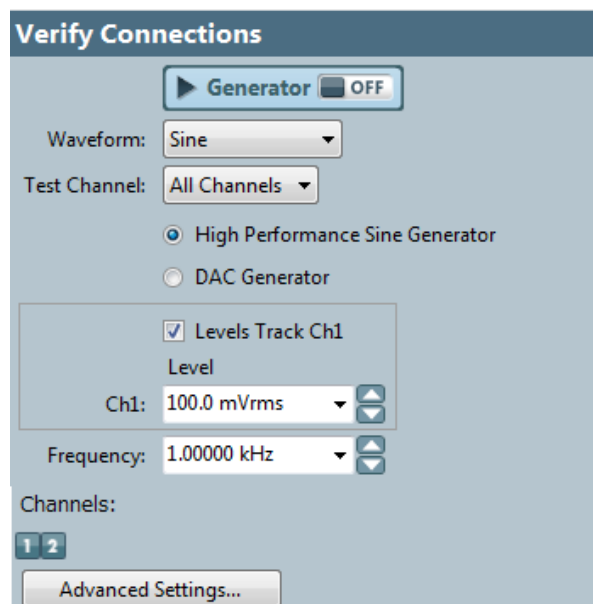 Verify Connections
Generator OFF
Waveform: Sine
Test Channel: All Channels
High Performance Sine Generator
DAC Generator
Levels Track Ch1
Level
Ch1: 100.0 mVrms
Frequency: 1.00000 kHz
Channels:
1 2
Advanced Settings...